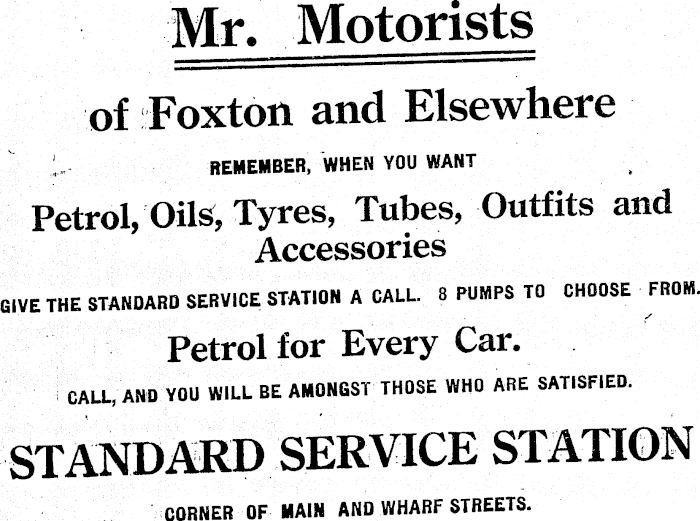 Mr. Motorists
of Foxton and Elsewhere
REMEMBER, WHEN YOU WANT
Petrol, Oils, Tyres, Tubes, Outfits and
Accessories
GIVE THE STANDARD SERVICE STATION A CALL. 8 PUMPS TO CHOOSE FROM.
Petrol for Every Car.
CALL, AND YOU WILL BE AMONGST THOSE WHO ARE SATISFIED.
STANDARD SERVICE STATION
CORNER OF MAIN AND WHARF STREETS.